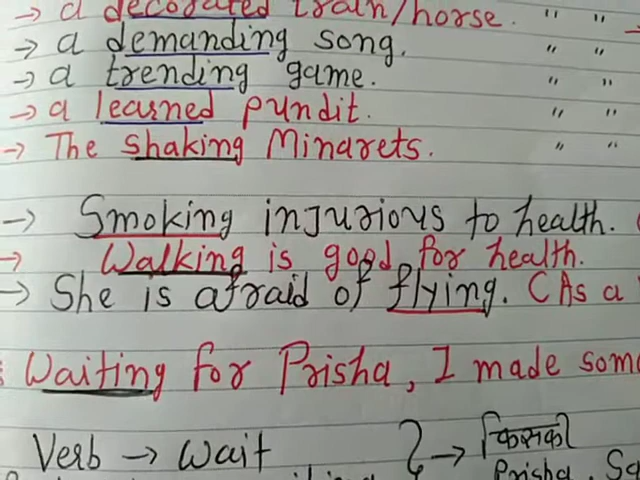 → a decorated train/horse. " "
→ a demanding song. " "
→ a trending game. " "
→ a learned pundit. " "
→ The shaking Minarets. " "
→ Smoking injurious to health. (
→ Walking is good for health.
→ She is afraid of flying. (As a
: Waiting for Prisha, I made som
Verb → Wait } → किसकी
Prisha, Sa